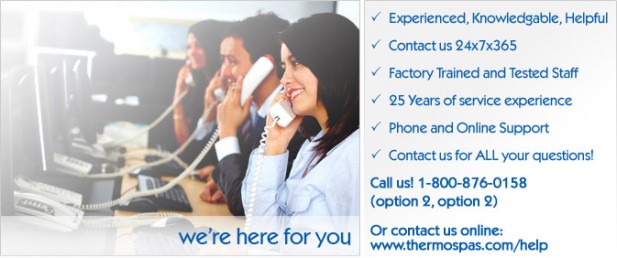 we're here for you
✓ Experienced, Knowledgable, Helpful
✓ Contact us 24x7x365
✓ Factory Trained and Tested Staff
✓ 25 Years of service experience
✓ Phone and Online Support
✓ Contact us for ALL your questions!
Call us! 1-800-876-0158
(option 2, option 2)
Or contact us online:
www.thermospas.com/help